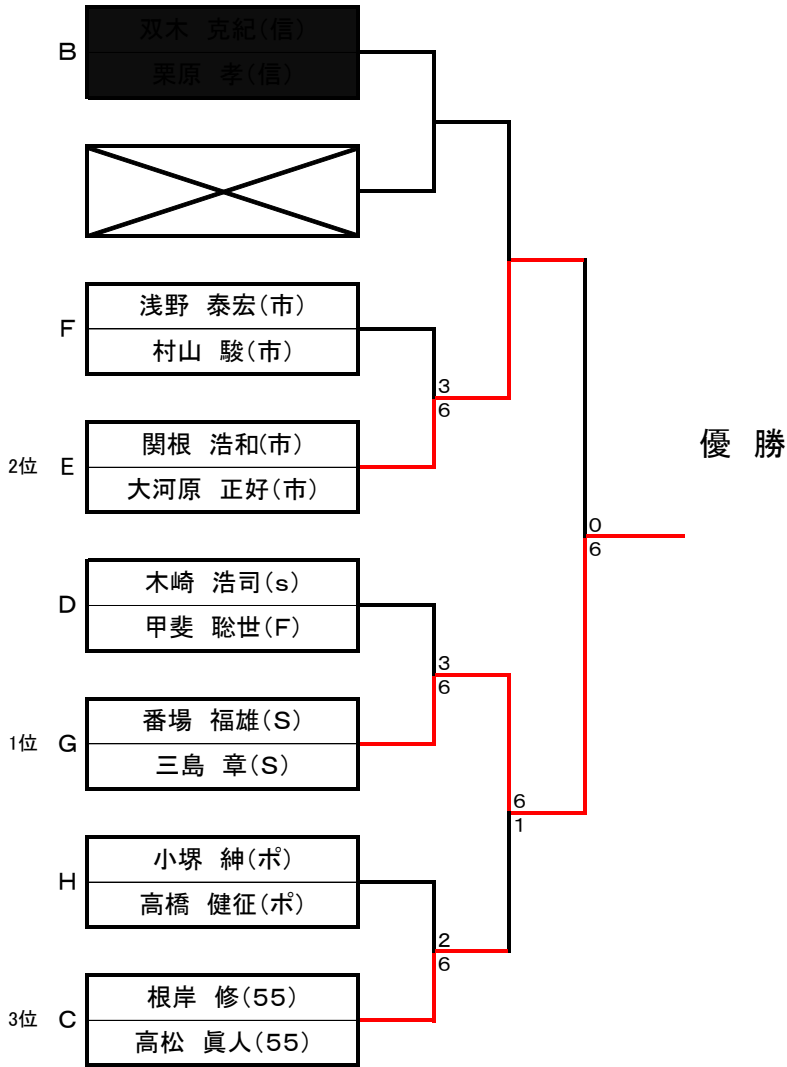 B
双木 克紀(信)
栗原 孝(信)
F
浅野 泰宏(市)
村山 駿(市)
3
6
2位 E
関根 浩和(市)
大河原 正好(市)
優 勝
0
6
D
木崎 浩司(s)
甲斐 聡世(F)
3
6
1位 G
番場 福雄(S)
三島 章(S)
6
1
H
小堺 紳(ポ)
高橋 健征(ポ)
2
6
3位 C
根岸 修(55)
高松 眞人(55)